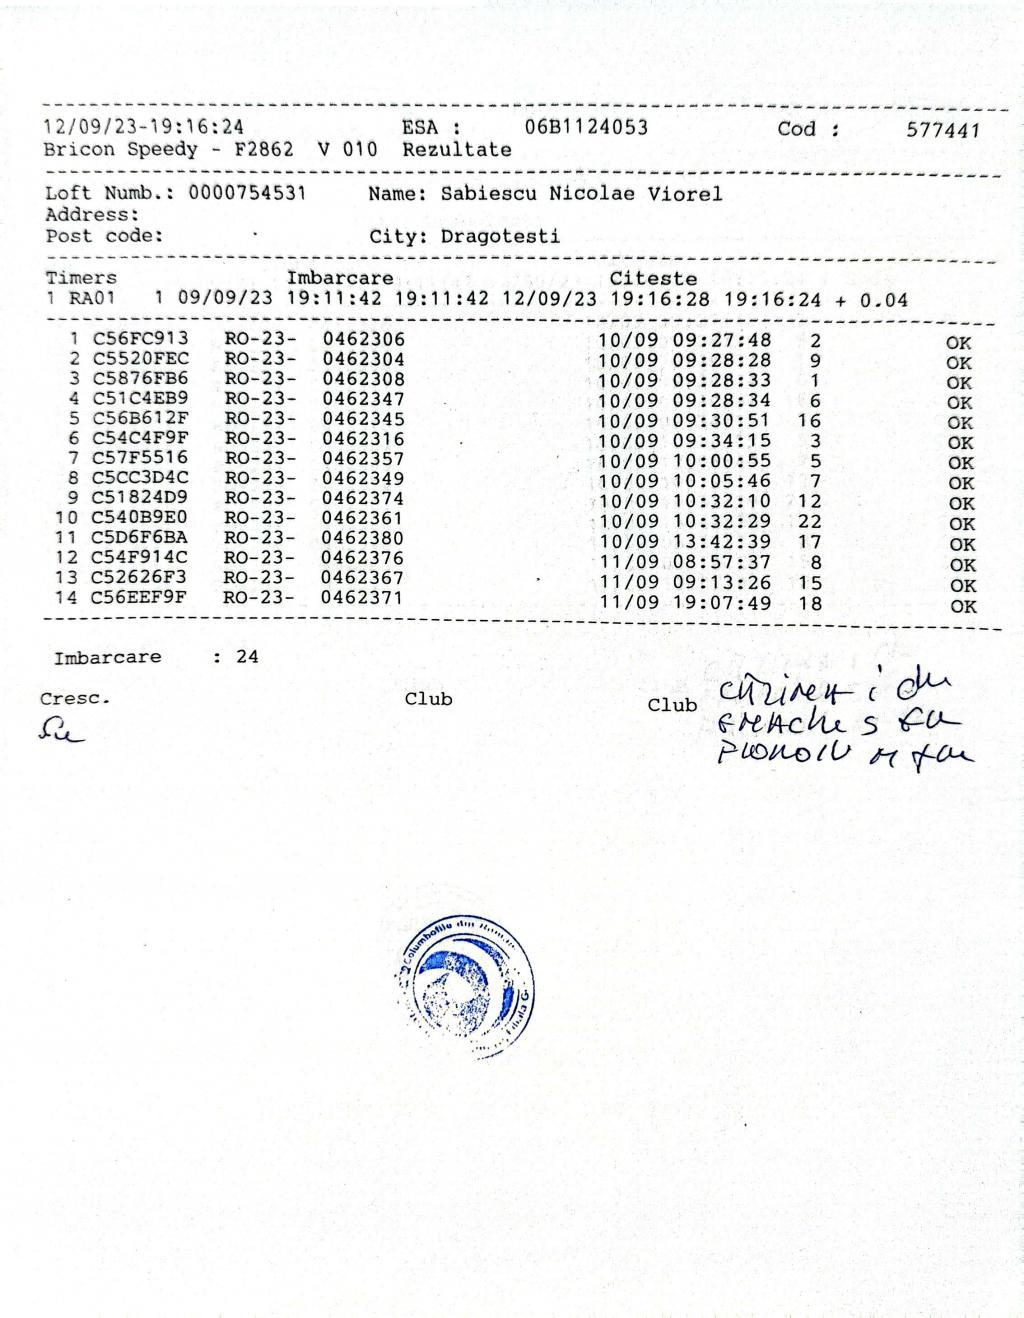 12/09/23-19:16:24 ESA : 06B1124053 Cod : 577441
Bricon Speedy - F2862 V 010 Rezultate
Loft Numb.: 0000754531 Name: Sabiescu Nicolae Viorel
Address:
Post code: City: Dragotesti
Timers Imbarcare Citeste
1 RA01 1 09/09/23 19:11:42 19:11:42 12/09/23 19:16:28 19:16:24 + 0.04
1 C56FC913 RO-23- 0462306 10/09 09:27:48 2 OK
2 C5520FEC RO-23- 0462304 10/09 09:28:28 9 OK
3 C5876FB6 RO-23- 0462308 10/09 09:28:33 1 OK
4 C51C4EB9 RO-23- 0462347 10/09 09:28:34 6 OK
5 C56B612F RO-23- 0462345 10/09 09:30:51 16 OK
6 C54C4F9F RO-23- 0462316 10/09 09:34:15 3 OK
7 C57F5516 RO-23- 0462357 10/09 10:00:55 5 OK
8 C5CC3D4C RO-23- 0462349 10/09 10:05:46 7 OK
9 C51824D9 RO-23- 0462374 10/09 10:32:10 12 OK
10 C540B9E0 RO-23- 0462361 10/09 10:32:29 22 OK
11 C5D6F6BA RO-23- 0462380 10/09 13:42:39 17 OK
12 C54F914C RO-23- 0462376 11/09 08:57:37 8 OK
13 C52626F3 RO-23- 0462367 11/09 09:13:26 15 OK
14 C56EEF9F RO-23- 0462371 11/09 19:07:49 18 OK
Imbarcare : 24
Cresc. Club Club
Columbofile din